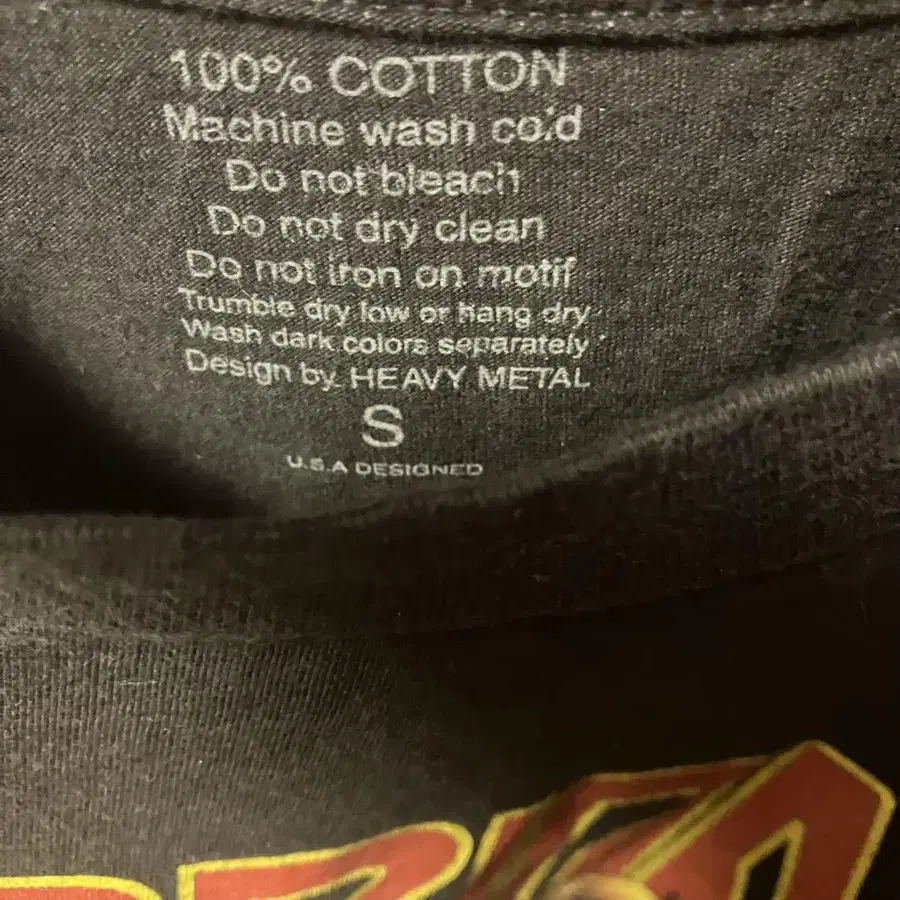 100% COTTON
Machine wash cold
Do not bleach
Do not dry clean
Do not iron on motif
Trumble dry low or hang dry
Wash dark colors separately
Design by HEAVY METAL
S
U.S.A DESIGNED